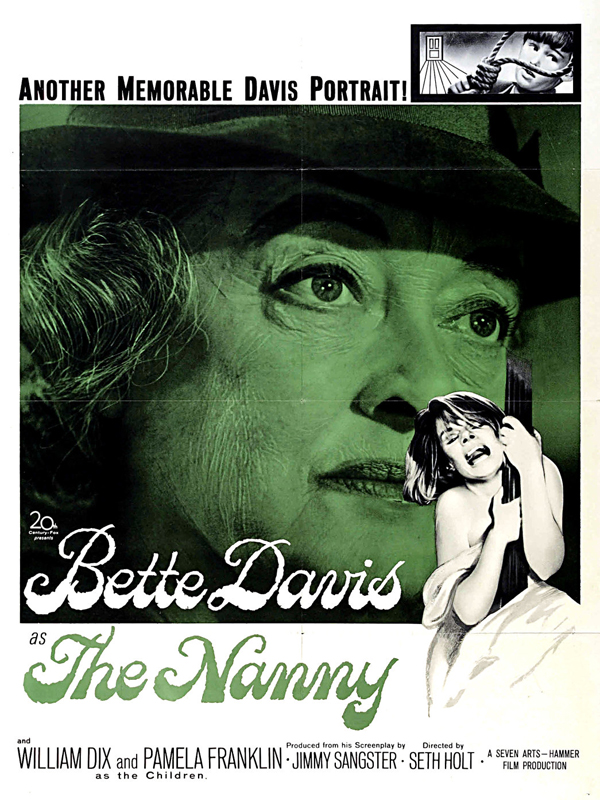 ANOTHER MEMORABLE DAVIS PORTRAIT!
20th
Century-Fox
presents
Bette Davis
as
The Nanny
and
WILLIAM DIX and PAMELA FRANKLIN
as the Children.
Produced from his Screenplay by
JIMMY SANGSTER
Directed by
SETH HOLT
A SEVEN ARTS-HAMMER
FILM PRODUCTION